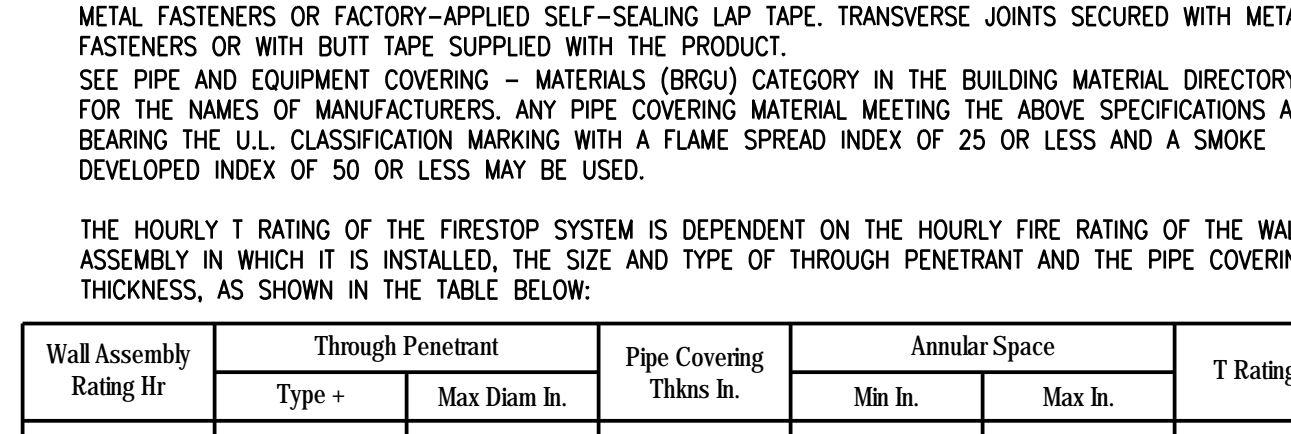 METAL FASTENERS OR FACTORY-APPLIED SELF-SEALING LAP TAPE. TRANSVERSE JOINTS SECURED WITH
FASTENERS OR WITH BUTT TAPE SUPPLIED WITH THE PRODUCT.
SEE PIPE AND EQUIPMENT COVERING - MATERIALS (BRGU) CATEGORY IN THE BUILDING MATERIAL DIRECTORY
FOR THE NAMES OF MANUFACTURERS. ANY PIPE COVERING MATERIAL MEETING THE ABOVE SPECIFICATIONS
BEARING THE U.L. CLASSIFICATION MARKING WITH A FLAME SPREAD INDEX OF 25 OR LESS AND A SMOKE
DEVELOPED INDEX OF 50 OR LESS MAY BE USED.
THE HOURLY T RATING OF THE FIRESTOP SYSTEM IS DEPENDENT ON THE HOURLY FIRE RATING OF THE
ASSEMBLY IN WHICH IT IS INSTALLED, THE SIZE AND TYPE OF THROUGH PENETRANT AND THE PIPE
THICKNESS, AS SHOWN IN THE TABLE BELOW:
Wall Assembly Rating Hr
Through Penetrant
Type +
Max Diam In.
Pipe Covering Thkns In.
Annular Space
Min In.
Max In.
T Rating